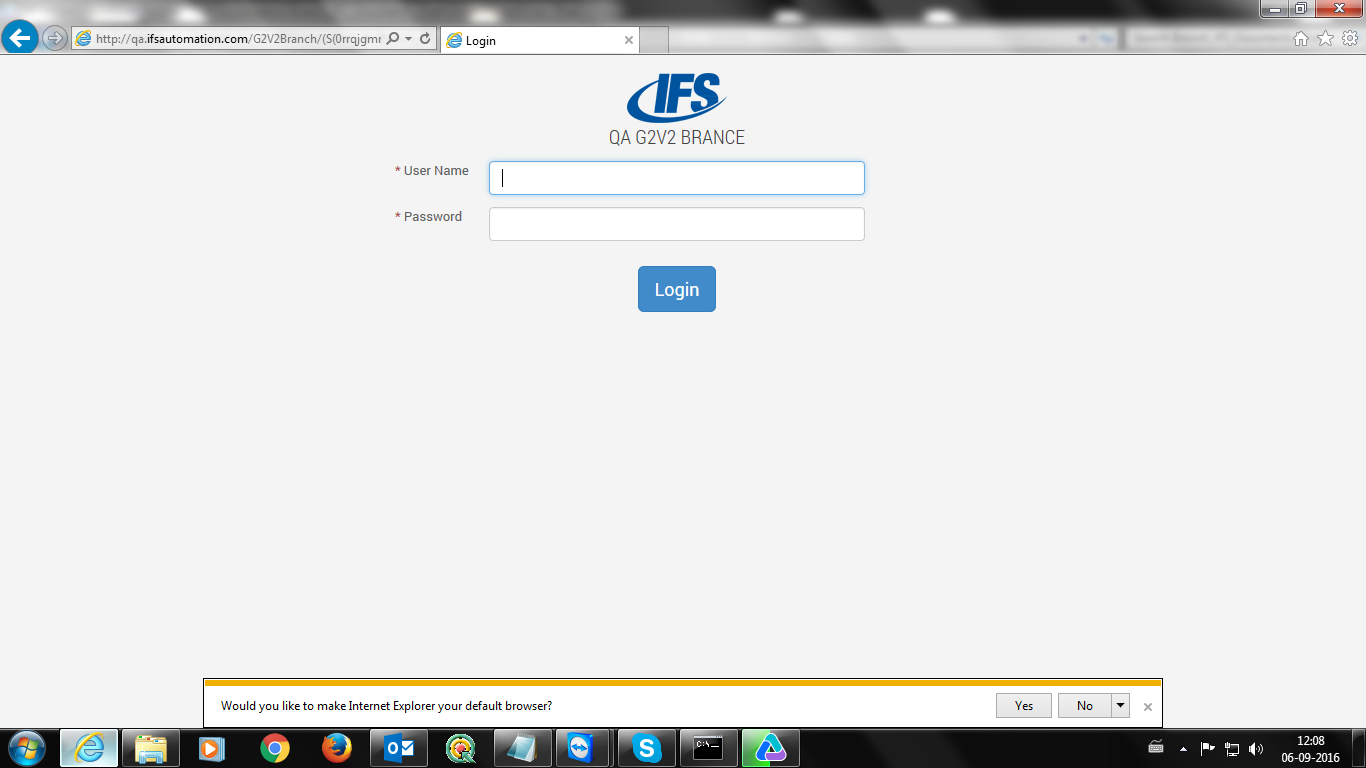 http://qa.ifsautomation.com/G2V2Branch/(S(0rrqjgmr
Login
IFS
QA G2V2 BRANCE
* User Name
* Password
Login
Would you like to make Internet Explorer your default browser?
Yes
No
C:\_
12:08
06-09-2016